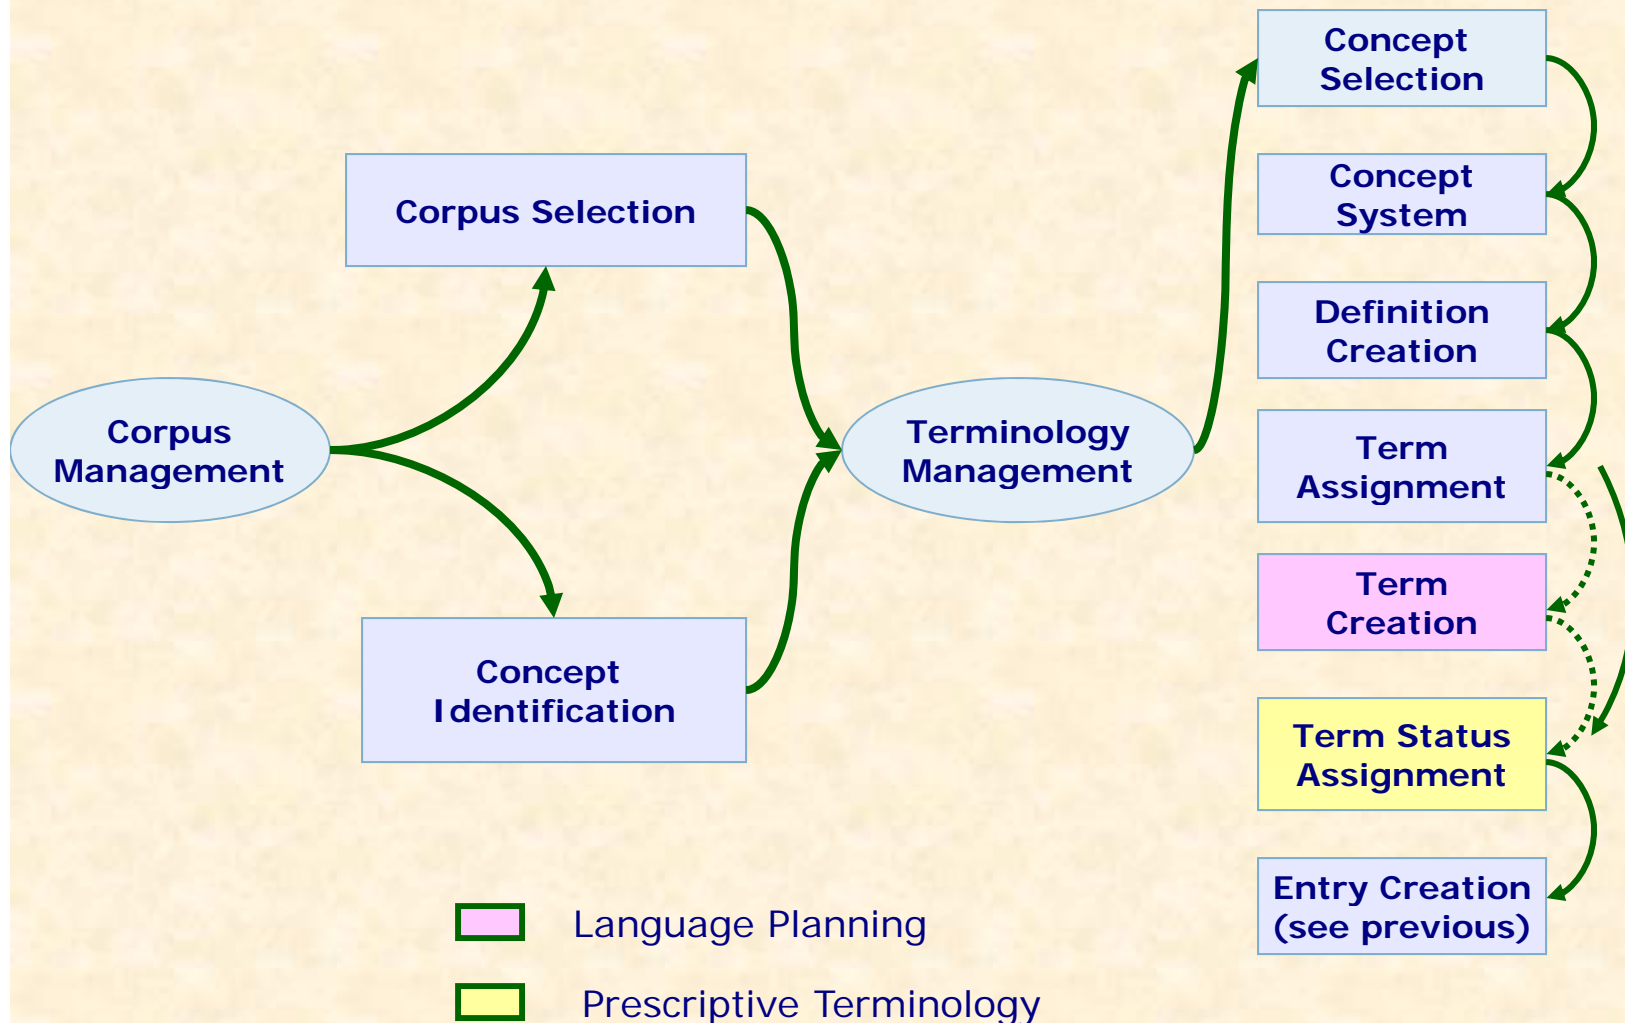 Corpus
Management
Corpus Selection
Concept
Identification
Terminology
Management
Concept
Selection
Concept
System
Definition
Creation
Term
Assignment
Term
Creation
Term Status
Assignment
Entry Creation
(see previous)
Language Planning
Prescriptive Terminology